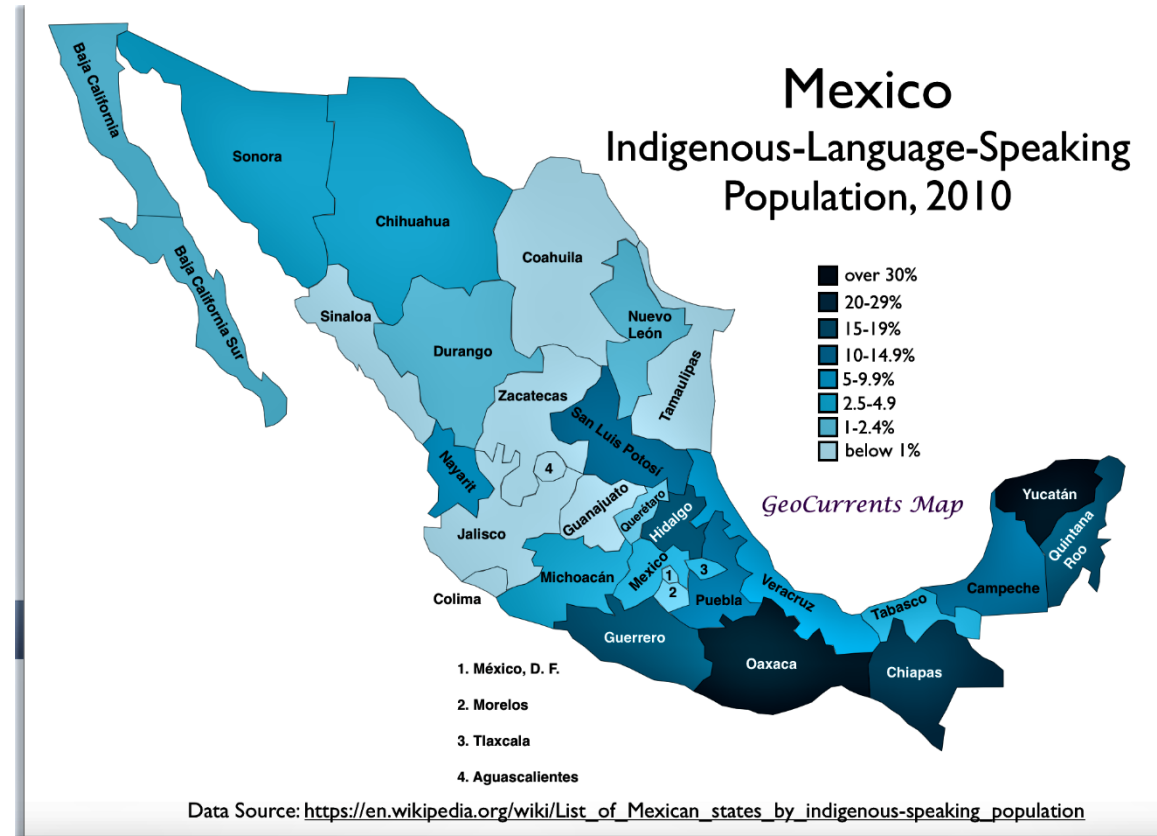 Mexico
Indigenous-Language-Speaking
Population, 2010
over 30%
20-29%
15-19%
10-14.9%
5-9.9%
2.5-4.9
1-2.4%
below 1%
GeoCurrents Map
Baja California
Baja California Sur
Sonora
Chihuahua
Coahuila
Sinaloa
Durango
Nuevo
León
Tamaulipas
Zacatecas
San Luis Potosí
Nayarit
4
Guanajuato
Querétaro
Hidalgo
Jalisco
Colima
Michoacán
Mexico
1
2
3
Puebla
Veracruz
Guerrero
Oaxaca
Tabasco
Chiapas
Campeche
Yucatán
Quintana
Roo
1. México, D. F.
2. Morelos
3. Tlaxcala
4. Aguascalientes
Data Source: https://en.wikipedia.org/wiki/List_of_Mexican_states_by_indigenous-speaking_population